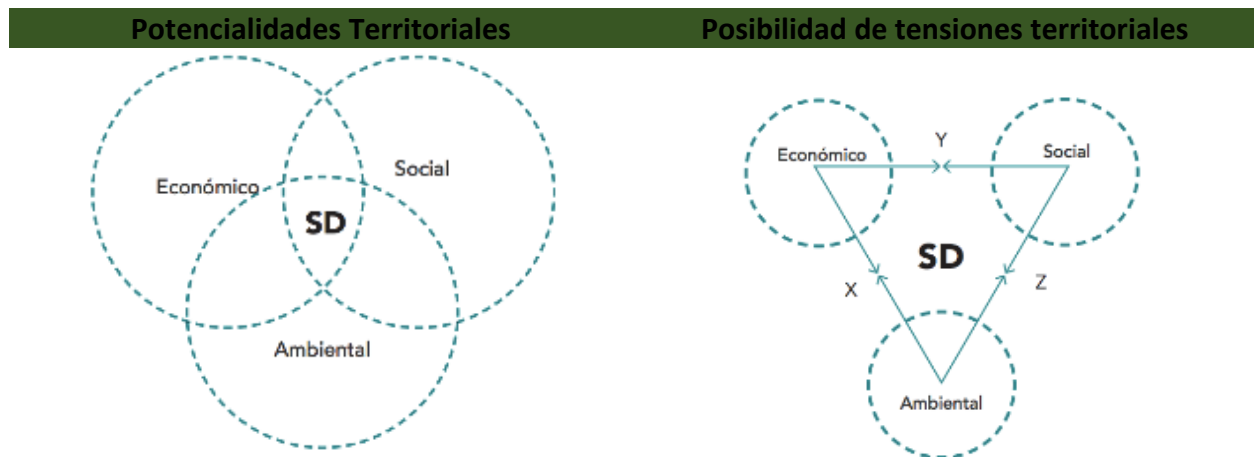 Potencialidades Territoriales
Posibilidad de tensiones territoriales
Económico
Social
SD
Ambiental
Económico
Y
Social
SD
X
Z
Ambiental